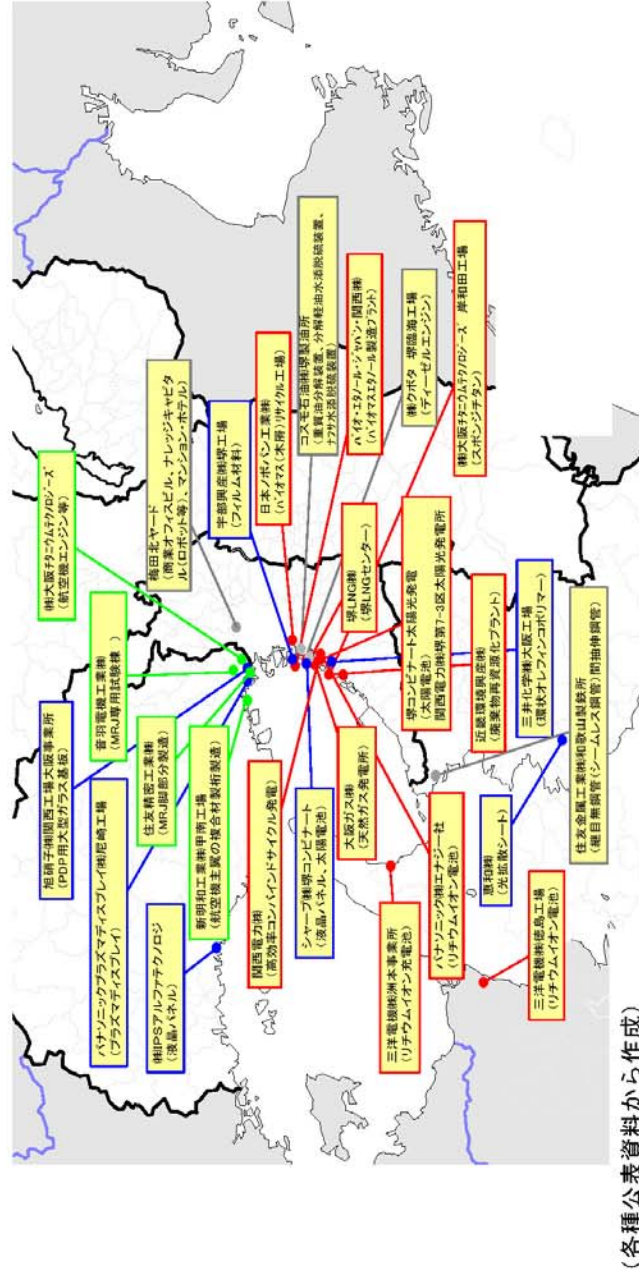 旭硝子㈱関西工場大阪事業所
(PDP用大型ガラス基板)
パナソニックプラズマディスプレイ㈱尼崎工場
(プラズマディスプレイ)
㈱IPSアルファテクノロジ
(液晶パネル)
音羽電機工業㈱
(MRJ専用試験棟)
住友精密工業㈱
(MRJ脚部分製造)
新明和工業㈱甲南工場
(航空機主翼の複合材製桁製造)
㈱大阪チタニウムテクノロジーズ
(航空機エンジン等)
梅田北ヤード
(商業オフィスビル、ナレッジキャピタ
ル(ロボット等)、マンション・ホテル)
宇部興産㈱堺工場
(フィルム材料)
日本ノボパン工業㈱
(バイオマス(木屑)リサイクル工場)
コスモ石油㈱堺製油所
(重質油分解装置、分解軽油水添脱硫装置、
ナフサ水添脱硫装置)
バイオ・エタノール・ジャパン・関西㈱
(バイオマスエタノール製造プラント)
㈱クボタ 堺臨海工場
(ディーゼルエンジン)
㈱大阪チタニウムテクノロジーズ 岸和田工場
(スポンジチタン)
関西電力㈱
(高効率コンバインドサイクル発電)
シャープ㈱堺コンビナート
(液晶パネル、太陽電池)
大阪ガス㈱
(天然ガス発電所)
堺LNG㈱
(堺LNGセンター)
堺コンビナート太陽光発電
(太陽電池)
関西電力㈱堺第7-3区太陽光発電所
近畿環境興産㈱
(廃棄物再資源化プラント)
三井化学㈱大阪工場
(環状オレフィンコポリマー)
三洋電機㈱洲本事業所
(リチウムイオン充電池)
パナソニック㈱エナジー社
(リチウムイオン電池)
恵和㈱
(光拡散シート)
住友金属工業㈱和歌山製鉄所
(継目無鋼管(シームレス鋼管)間抽伸鋼管)
三洋電機㈱徳島工場
(リチウムイオン電池)
(各種公表資料から作成)